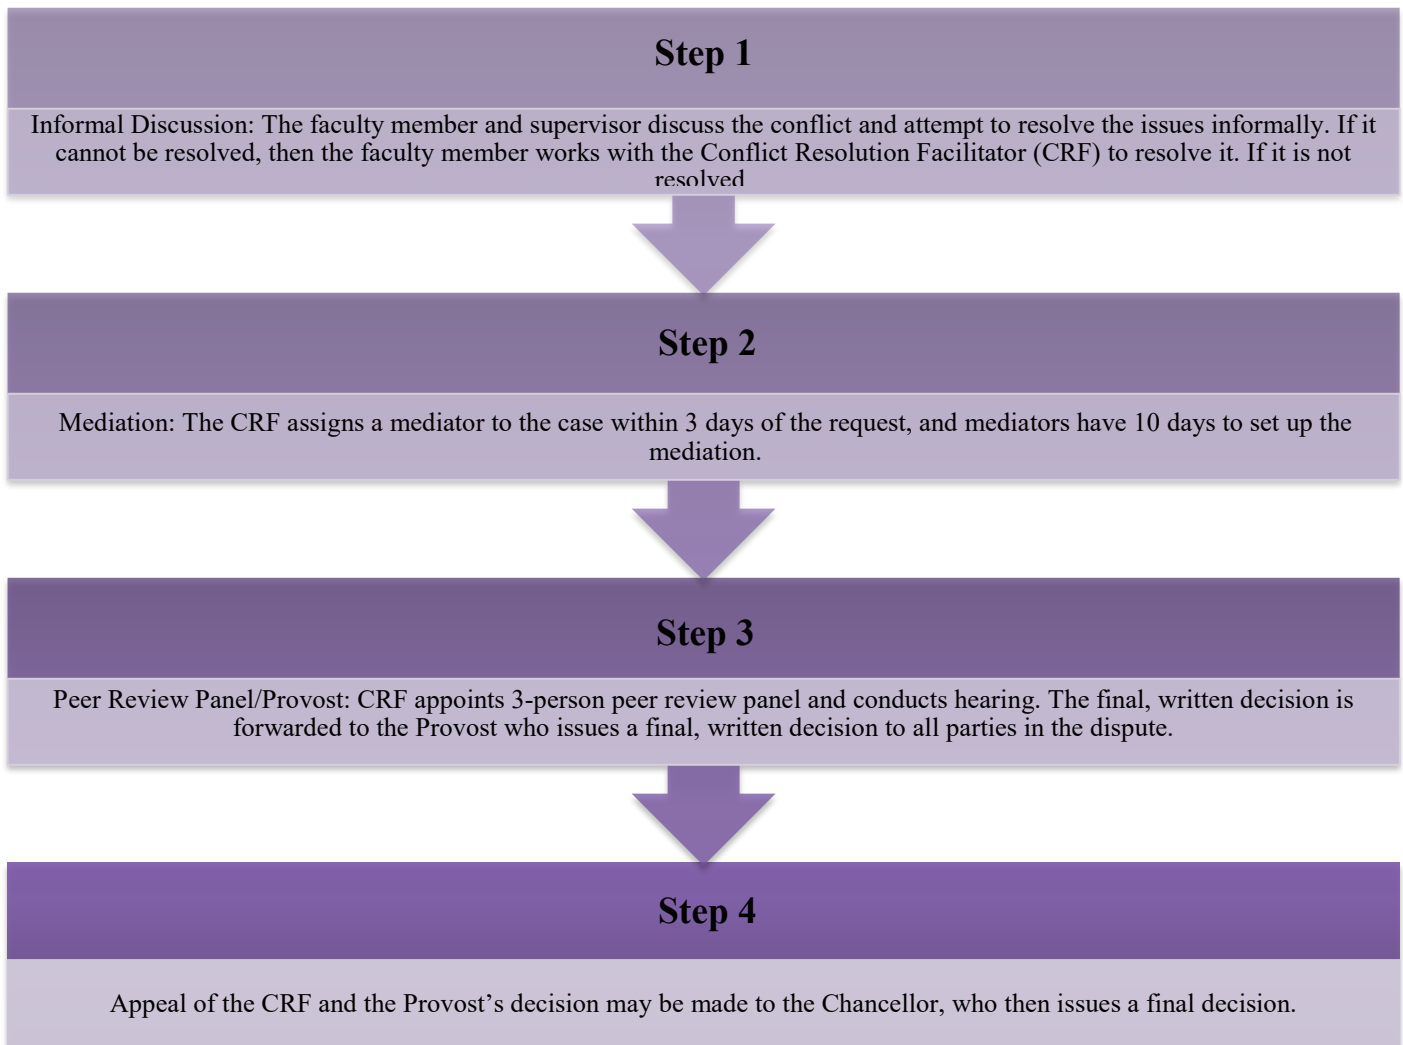 Step 1
Informal Discussion: The faculty member and supervisor discuss the conflict and attempt to resolve the issues informally. If it
cannot be resolved, then the faculty member works with the Conflict Resolution Facilitator (CRF) to resolve it. If it is not
resolved
Step 2
Mediation: The CRF assigns a mediator to the case within 3 days of the request, and mediators have 10 days to set up the
mediation.
Step 3
Peer Review Panel/Provost: CRF appoints 3-person peer review panel and conducts hearing. The final, written decision is
forwarded to the Provost who issues a final, written decision to all parties in the dispute.
Step 4
Appeal of the CRF and the Provost’s decision may be made to the Chancellor, who then issues a final decision.